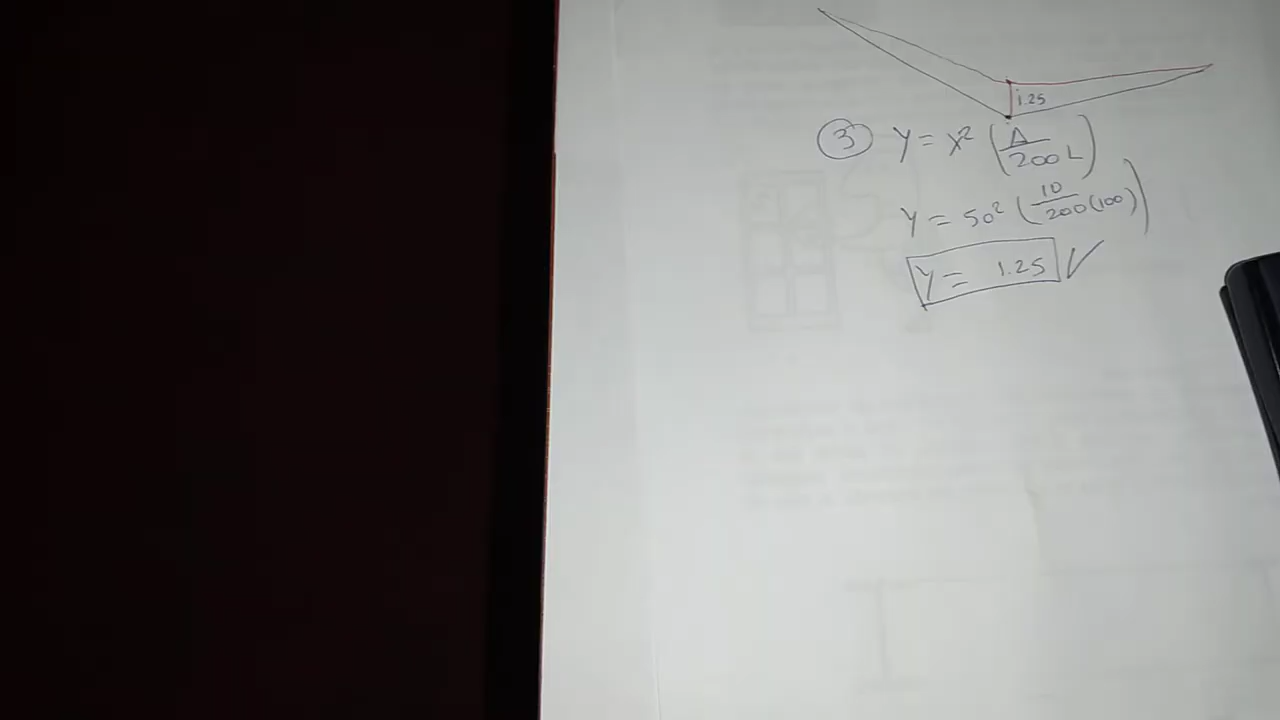 1.25
③ Y = X² (A / 200L)
Y = 50² (10 / 200(100))
Y = 1.25 ✓